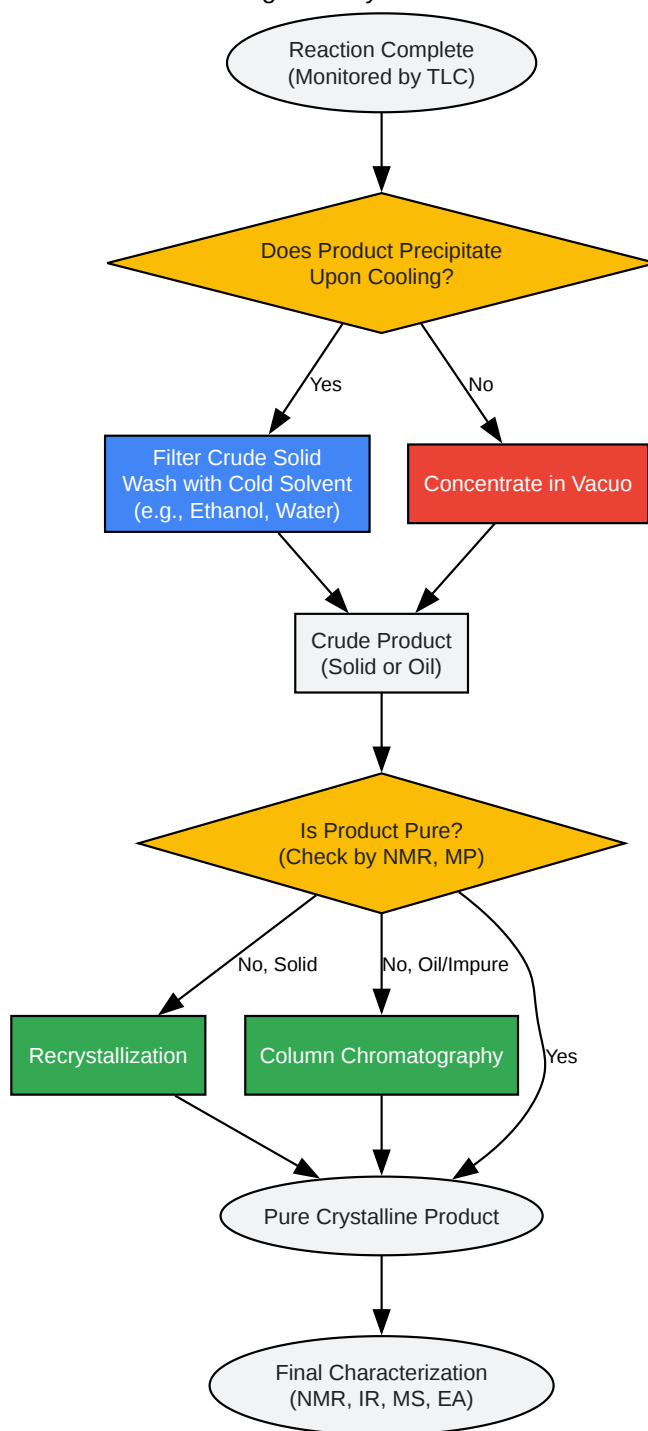 Reaction Complete
(Monitored by TLC)
Does Product Precipitate
Upon Cooling?
Yes
No
Filter Crude Solid
Wash with Cold Solvent
(e.g., Ethanol, Water)
Concentrate in Vacuo
Crude Product
(Solid or Oil)
Is Product Pure?
(Check by NMR, MP)
No, Solid
No, Oil/Impure
Yes
Recrystallization
Column Chromatography
Pure Crystalline Product
Final Characterization
(NMR, IR, MS, EA)